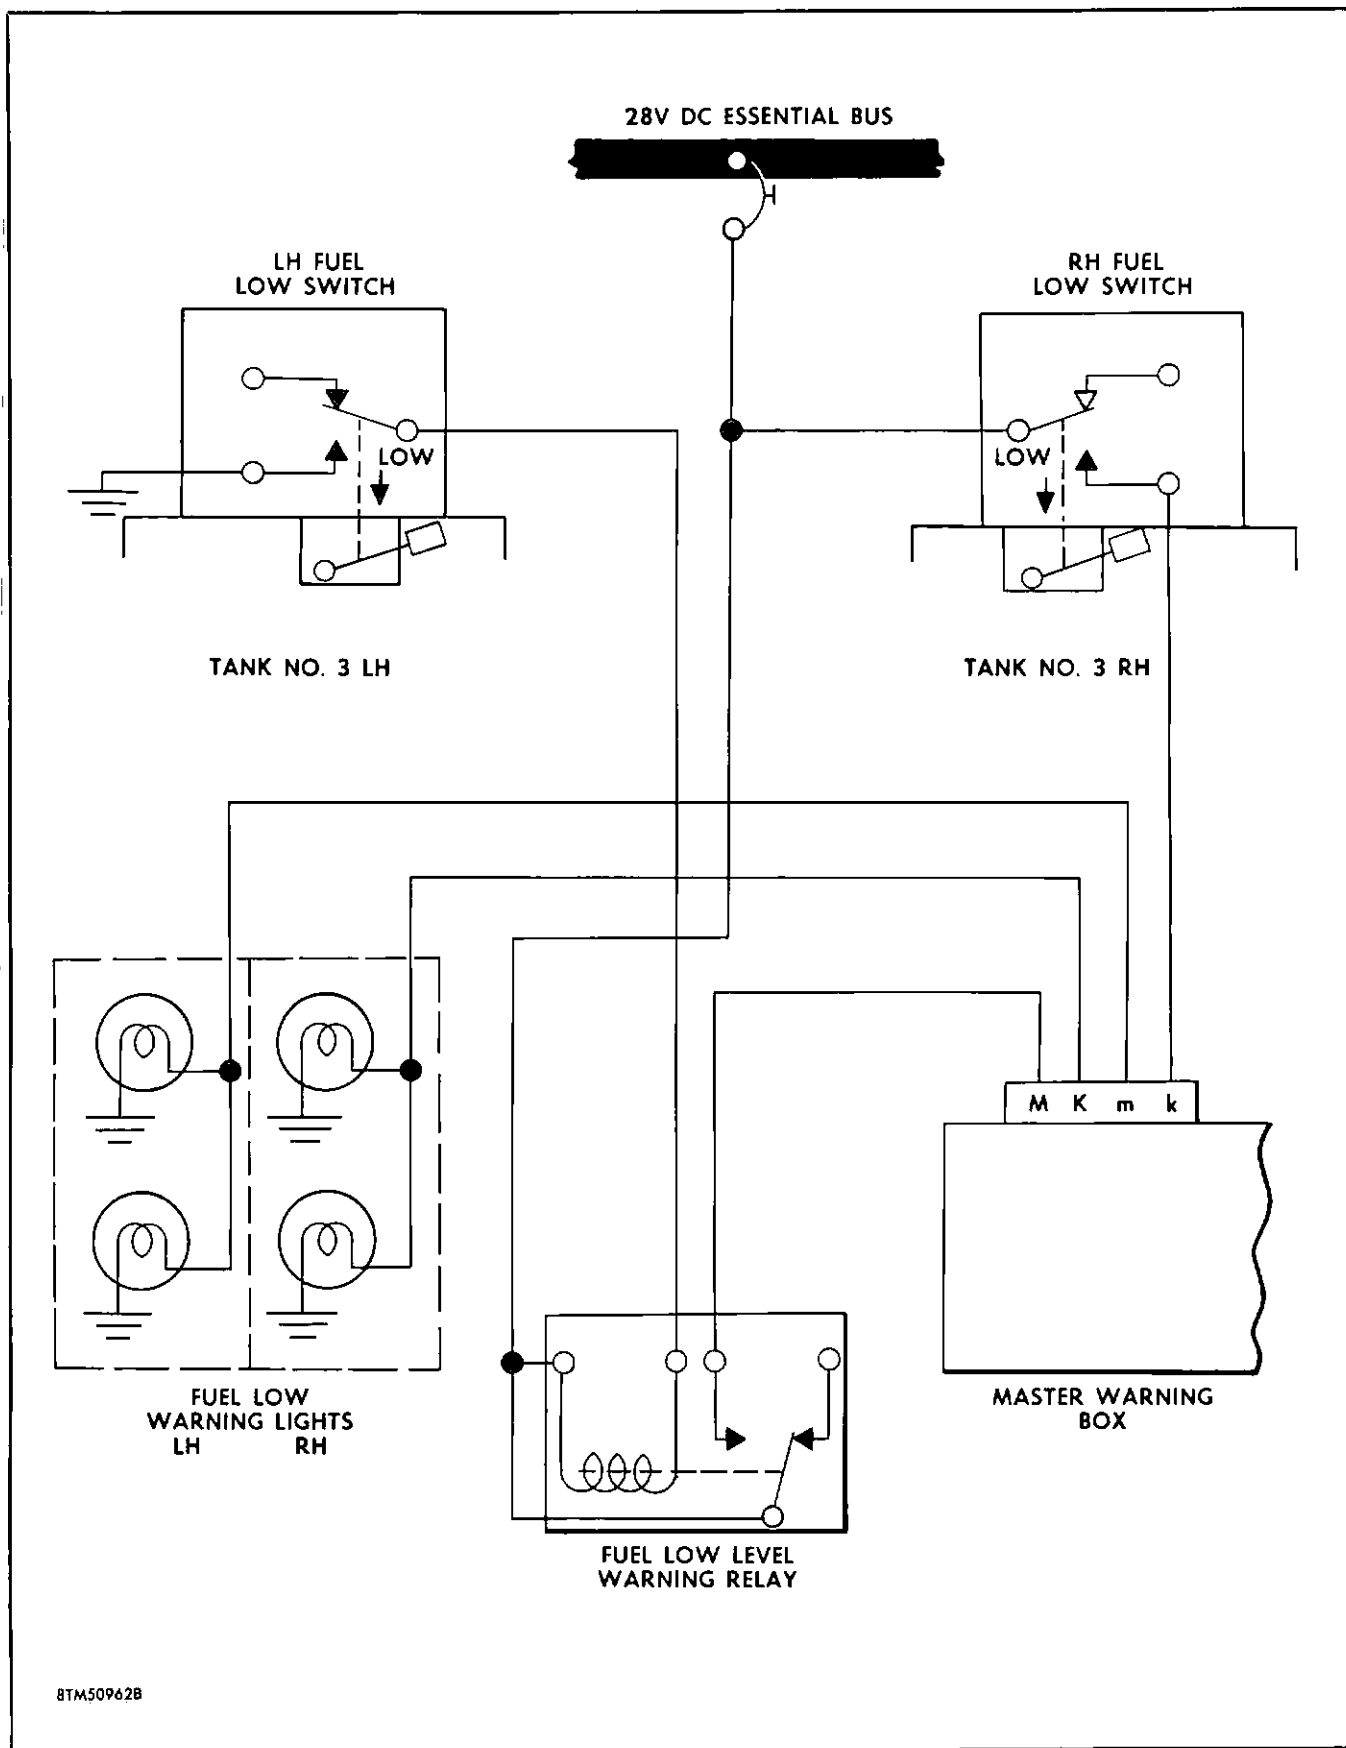 28V DC ESSENTIAL BUS
LH FUEL
LOW SWITCH
RH FUEL
LOW SWITCH
LOW
LOW
TANK NO. 3 LH
TANK NO. 3 RH
M K m k
FUEL LOW
WARNING LIGHTS
LH RH
MASTER WARNING
BOX
FUEL LOW LEVEL
WARNING RELAY
8TM50962B